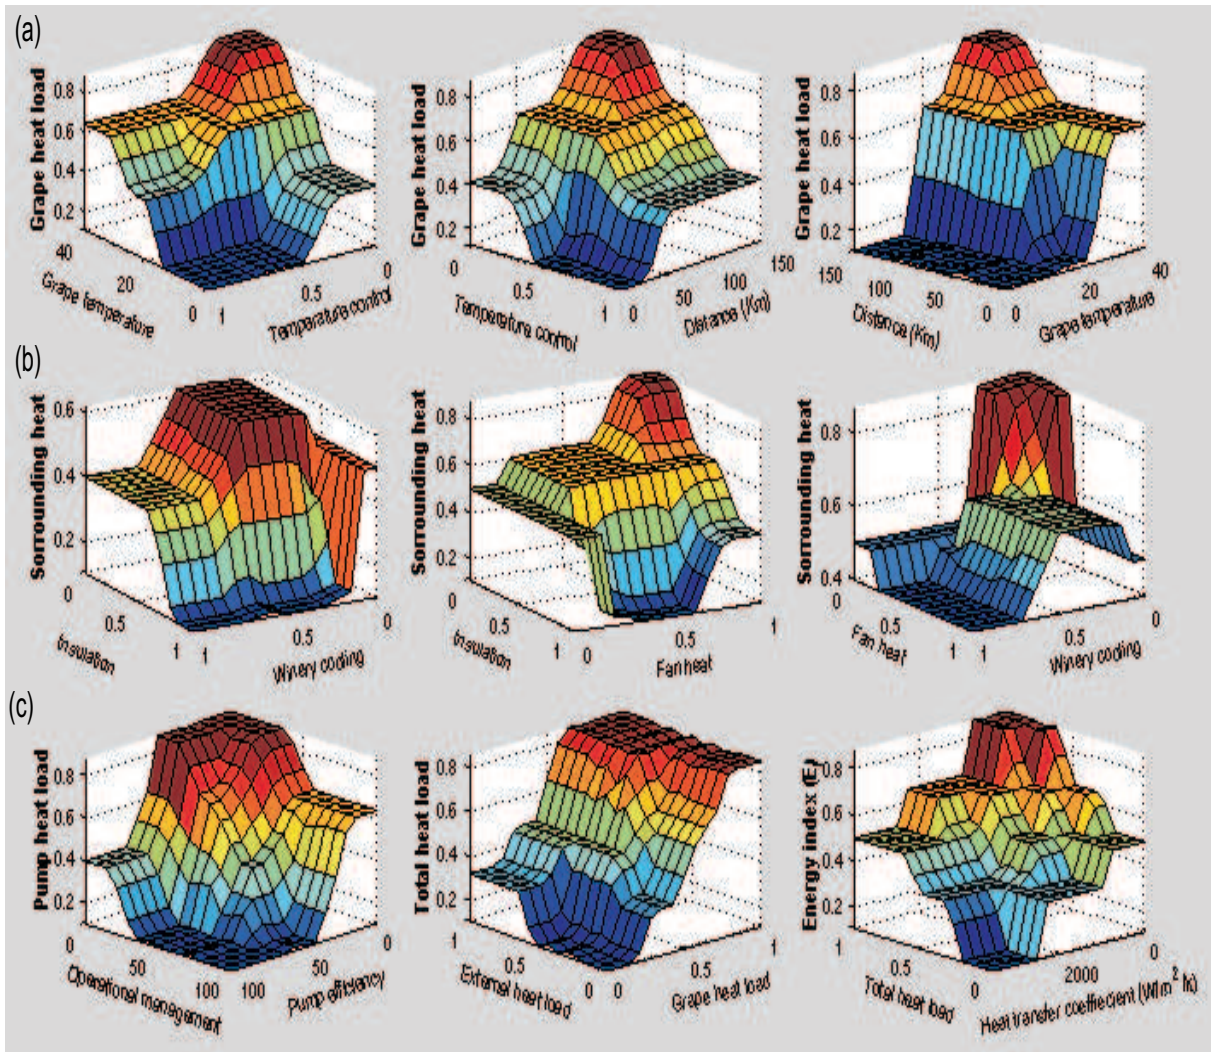 (a)
Grape heat load
0.8
0.6
0.4
0.2
40
20
0
Grape temperature
1
0.5
0
Temperature control
Grape heat load
0.8
0.6
0.4
0.2
0
0.5
1
Temperature control
0
50
100
150
Distance (Km)
Grape heat load
0.8
0.6
0.4
0.2
150
100
50
0
Distance (Km)
0
20
40
Grape temperature
(b)
Sorrounding heat
0.6
0.4
0.2
0
0.5
1
Insulation
1
0.5
0
Winery cooling
Sorrounding heat
0.8
0.6
0.4
0.2
0
0.5
1
Insulation
0
0.5
1
Fan heat
Sorrounding heat
0.8
0.6
0.4
0
0.5
1
Fan heat
1
0.5
0
Winery cooling
(c)
Pump heat load
0.8
0.6
0.4
0.2
0
50
100
Operational management
100
50
0
Pump efficiency
Total heat load
0.8
0.6
0.4
0.2
1
0.5
0
External heat load
0
0.5
1
Grape heat load
Energy index (E)
0.8
0.6
0.4
0.2
1
0.5
0
Total heat load
2000
0
Heat transfer coeffiecient (W/m² k)